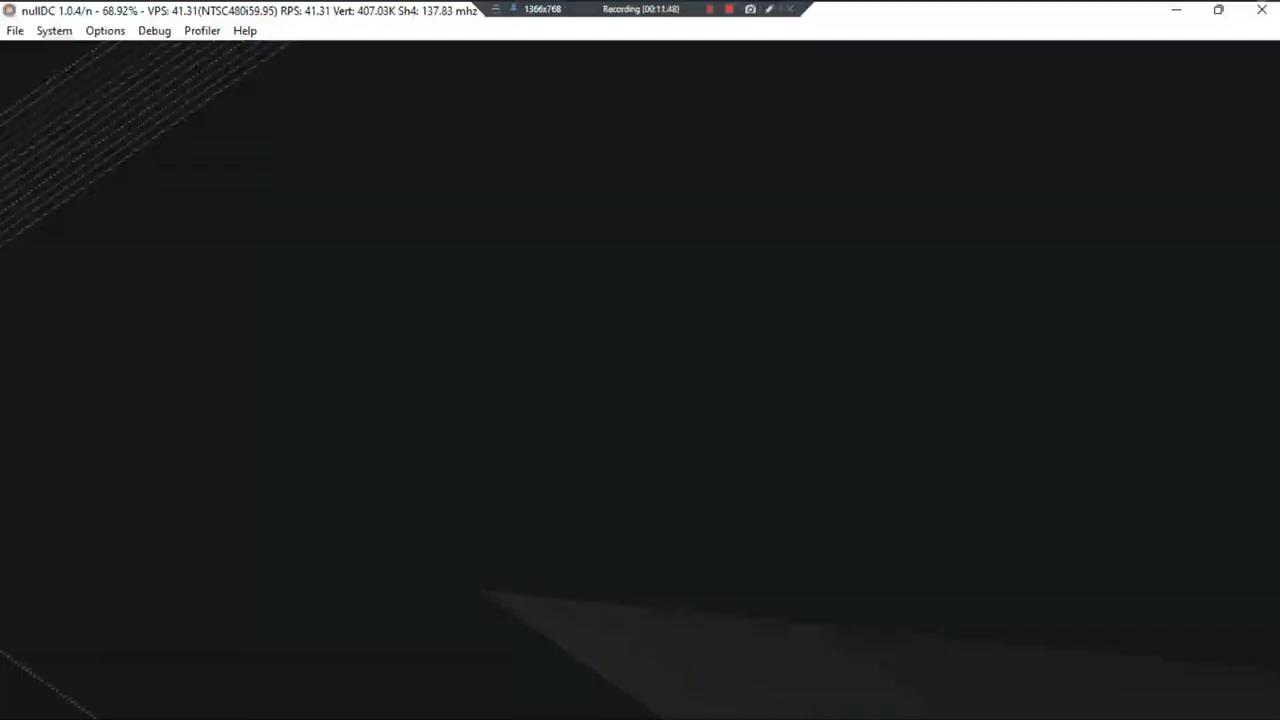 nullDC 1.0.4/n - 68.92% - VPS: 41.31(NTSC480i59.95) RPS: 41.31 Vert: 407.03K Sh4: 137.83 mhz
1366x768 Recording [00:11:48]
File System Options Debug Profiler Help